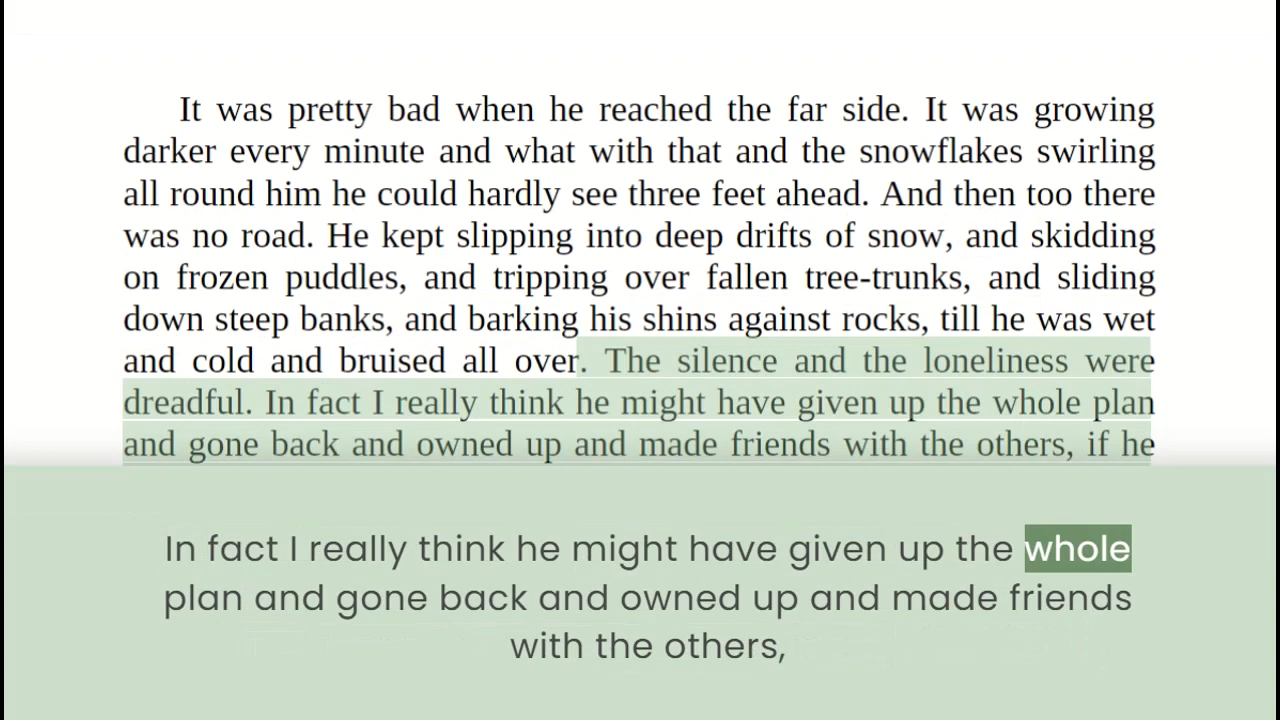 It was pretty bad when he reached the far side. It was growing
darker every minute and what with that and the snowflakes swirling
all round him he could hardly see three feet ahead. And then too there
was no road. He kept slipping into deep drifts of snow, and skidding
on frozen puddles, and tripping over fallen tree-trunks, and sliding
down steep banks, and barking his shins against rocks, till he was wet
and cold and bruised all over. The silence and the loneliness were
dreadful. In fact I really think he might have given up the whole plan
and gone back and owned up and made friends with the others, if he
In fact I really think he might have given up the whole
plan and gone back and owned up and made friends
with the others,